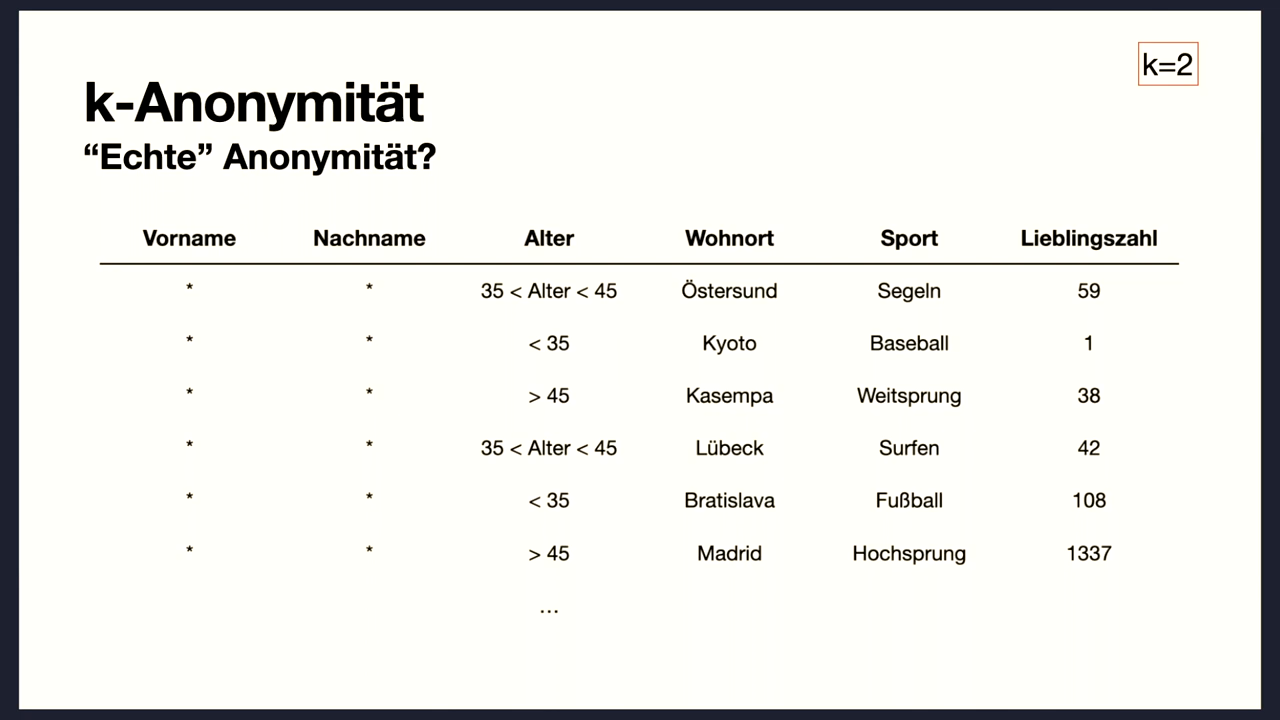 k=2
k-Anonymität
“Echte” Anonymität?
Vorname Nachname Alter Wohnort Sport Lieblingszahl
* * 35 < Alter < 45 Östersund Segeln 59
* * < 35 Kyoto Baseball 1
* * > 45 Kasempa Weitsprung 38
* * 35 < Alter < 45 Lübeck Surfen 42
* * < 35 Bratislava Fußball 108
* * > 45 Madrid Hochsprung 1337
...